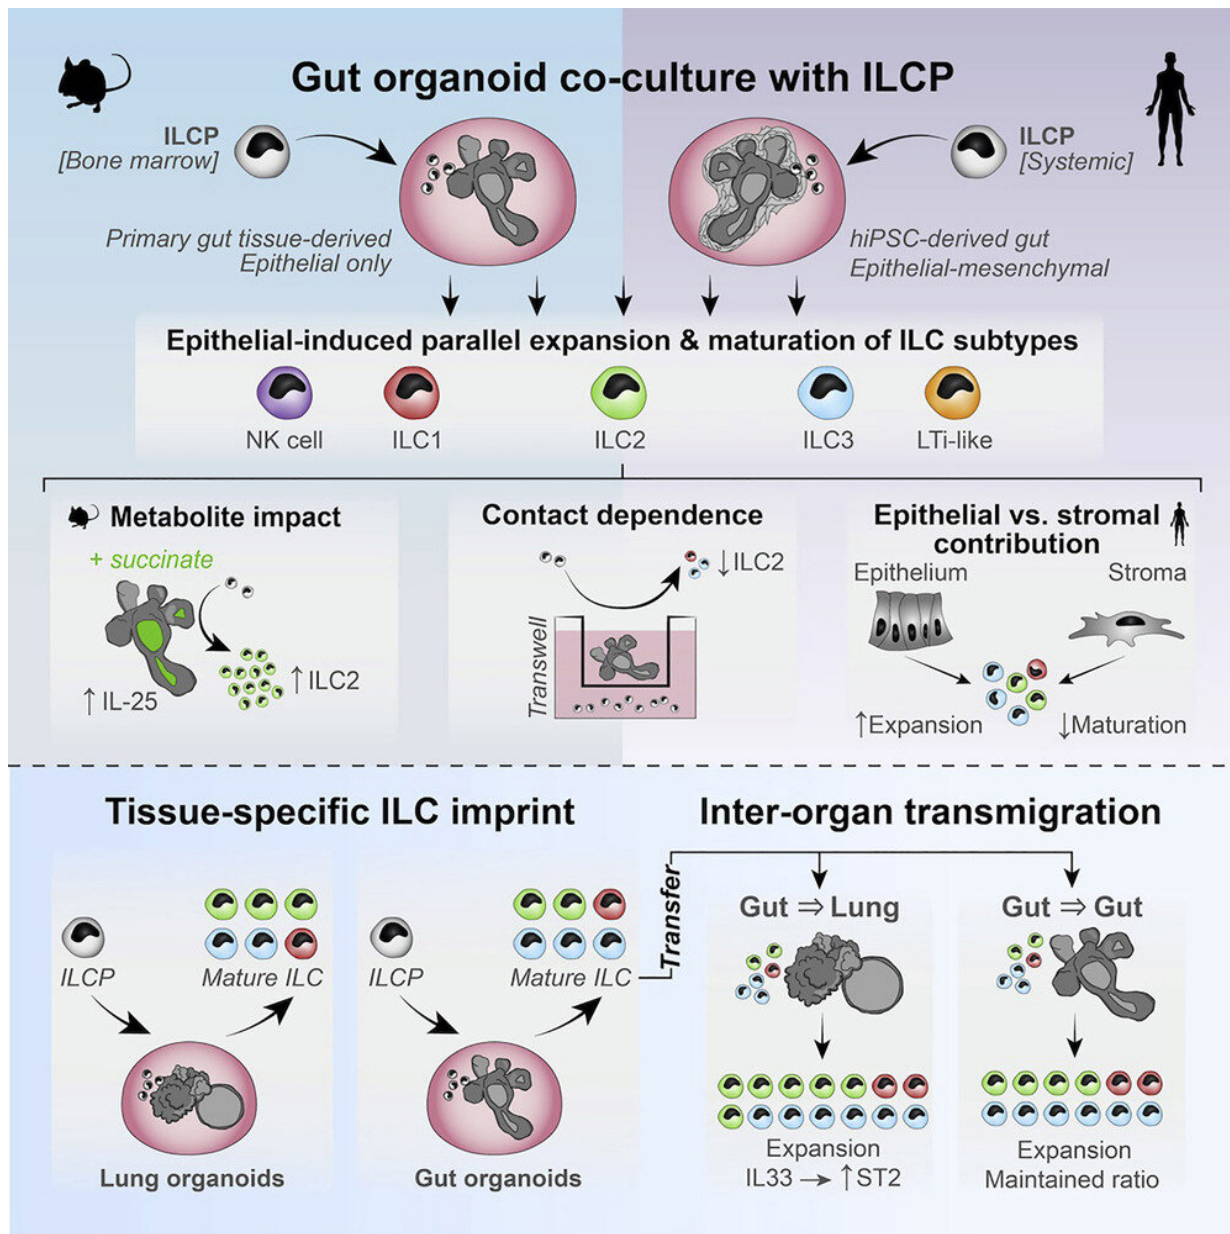 Gut organoid co-culture with ILCP
ILCP
[Bone marrow]
ILCP
[Systemic]
Primary gut tissue-derived
Epithelial only
hiPSC-derived gut
Epithelial-mesenchymal
Epithelial-induced parallel expansion & maturation of ILC subtypes
NK cell
ILC1
ILC2
ILC3
LTi-like
Metabolite impact
+ succinate
↑ IL-25
↑ ILC2
Contact dependence
↓ ILC2
Transwell
Epithelial vs. stromal
contribution
Epithelium
Stroma
↑Expansion
↓Maturation
Tissue-specific ILC imprint
ILCP
Mature ILC
Lung organoids
ILCP
Mature ILC
Gut organoids
Inter-organ transmigration
Transfer
Gut ⇒ Lung
Expansion
IL33 → ↑ST2
Gut ⇒ Gut
Expansion
Maintained ratio